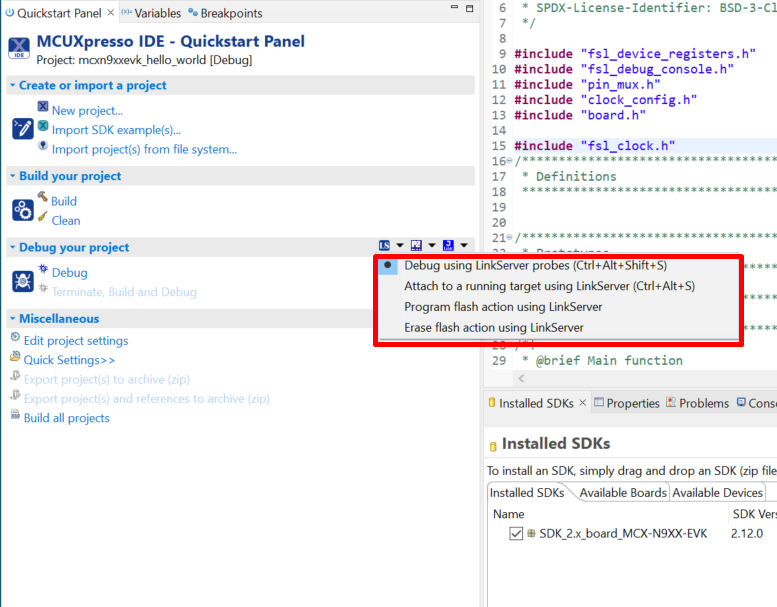 Quickstart Panel
(x)= Variables
Breakpoints
MCUXpresso IDE - Quickstart Panel
Project: mcxn9xxevk_hello_world [Debug]
IDE
Create or import a project
New project...
Import SDK example(s)...
Import project(s) from file system...
Build your project
Build
Clean
Debug your project
LS
Debug
Terminate, Build and Debug
Debug using LinkServer probes (Ctrl+Alt+Shift+S)
Attach to a running target using LinkServer (Ctrl+Alt+S)
Program flash action using LinkServer
Erase flash action using LinkServer
Miscellaneous
Edit project settings
Quick Settings>>
Export project(s) to archive (zip)
Export project(s) and references to archive (zip)
Build all projects
6 * SPDX-License-Identifier: BSD-3-Cl
7 */
8
9 #include "fsl_device_registers.h"
10 #include "fsl_debug_console.h"
11 #include "pin_mux.h"
12 #include "clock_config.h"
13 #include "board.h"
14
15 #include "fsl_clock.h"
16 /***********************************
17 * Definitions
18 ***********************************
19
20
21 /***********************************
29 * @brief Main function
Installed SDKs
Properties
Problems
Cons
Installed SDKs
To install an SDK, simply drag and drop an SDK (zip file
Installed SDKs
Available Boards
Available Devices
Name
SDK Vers
SDK_2.x_board_MCX-N9XX-EVK
2.12.0